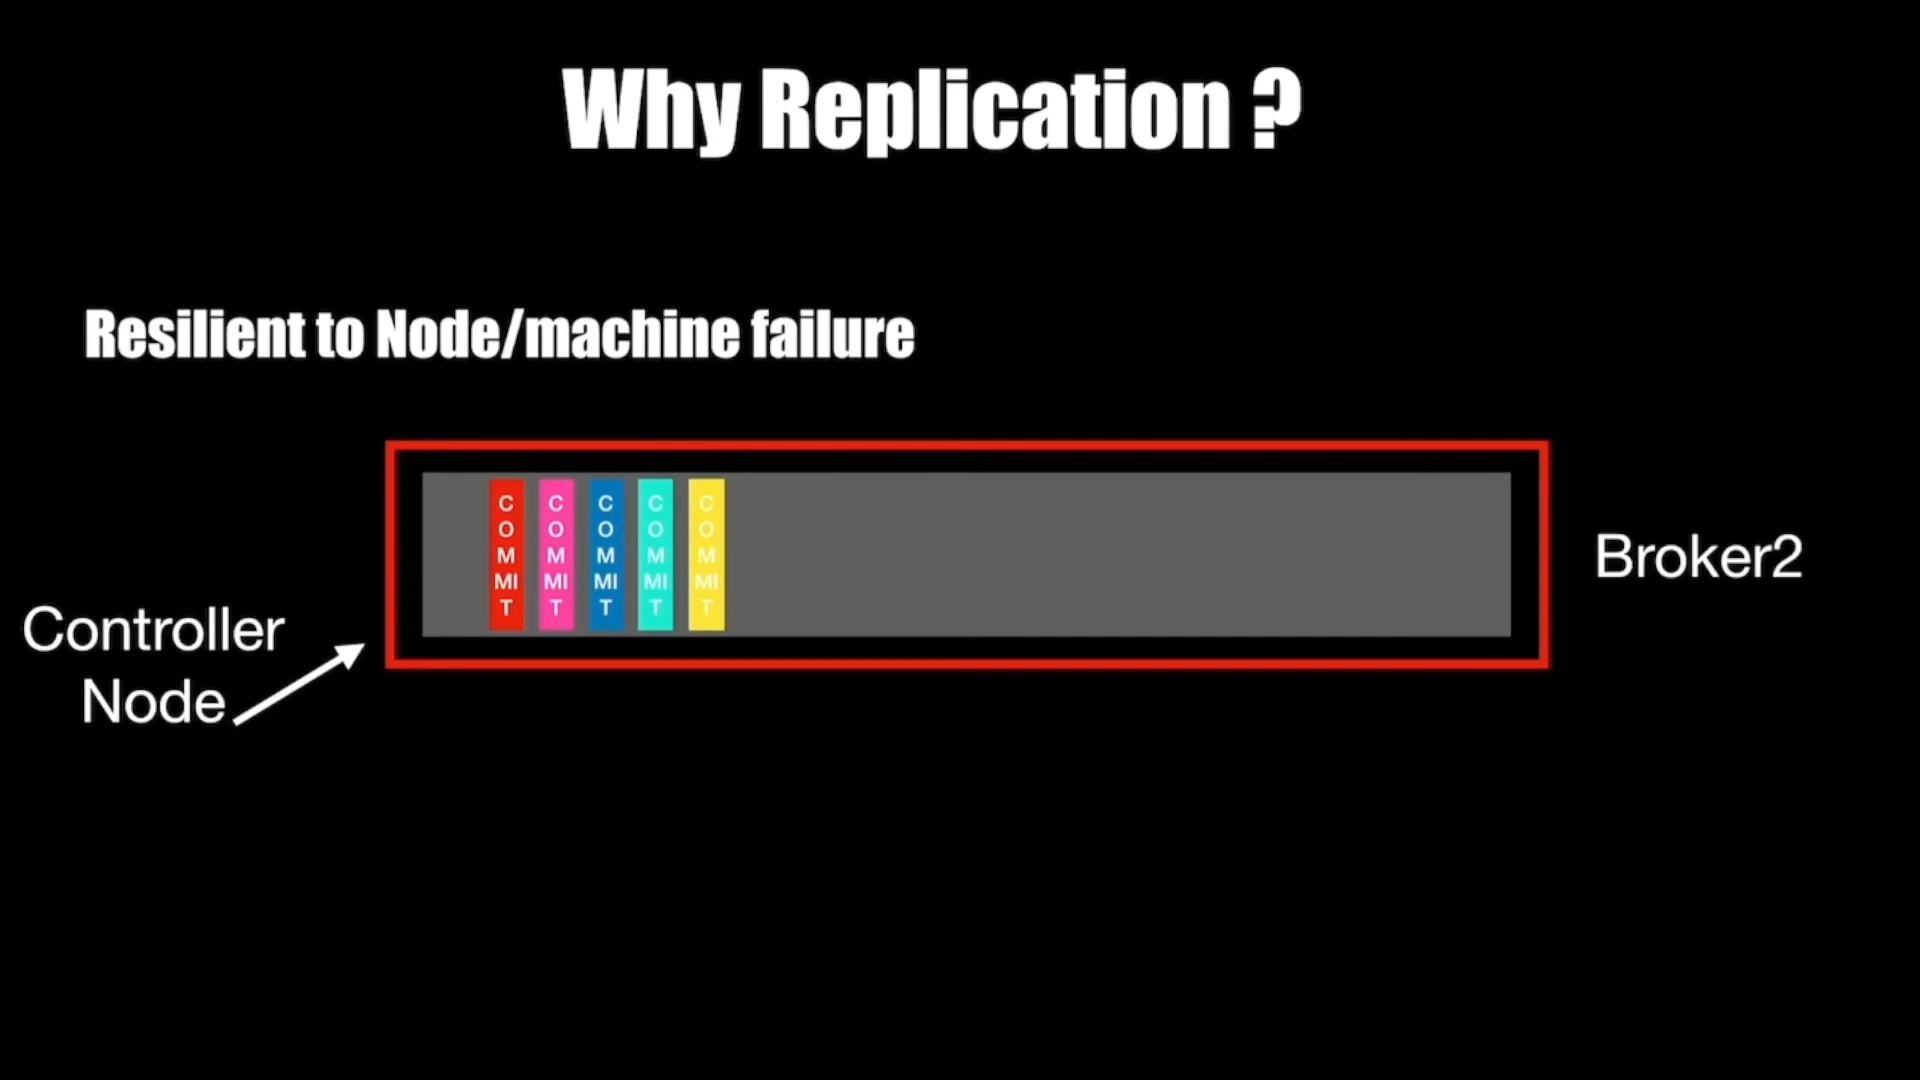 Why Replication ?
Resilient to Node/machine failure
C
O
M
MI
T
C
O
M
MI
T
C
O
M
MI
T
C
O
M
MI
T
C
O
M
MI
T
Broker2
Controller
Node